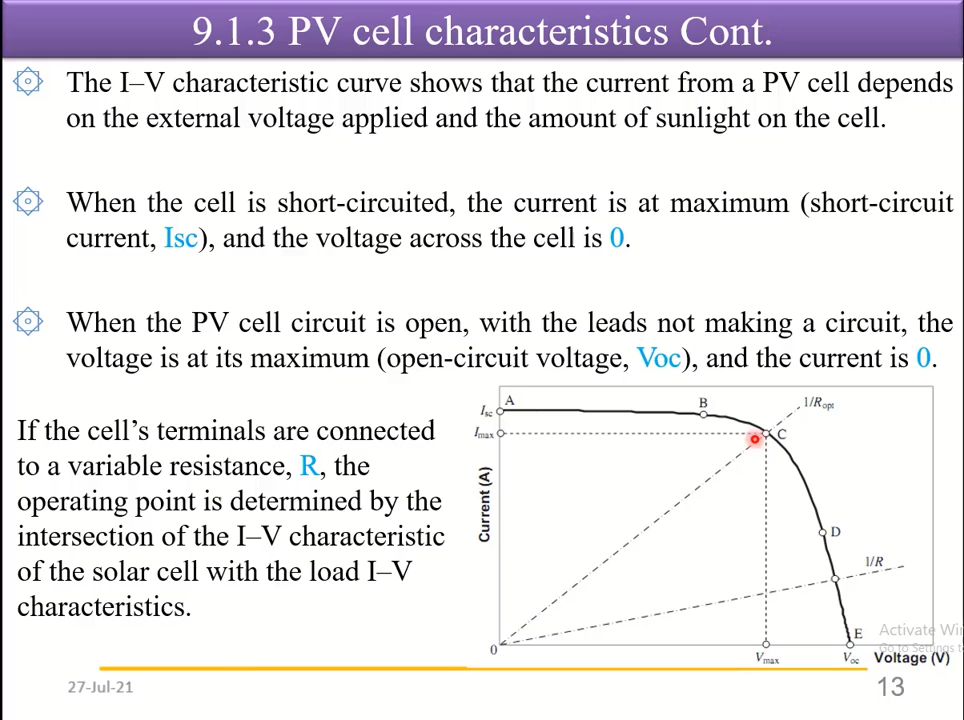 9.1.3 PV cell characteristics Cont.
The I–V characteristic curve shows that the current from a PV cell depends
on the external voltage applied and the amount of sunlight on the cell.
When the cell is short-circuited, the current is at maximum (short-circuit
current, Isc), and the voltage across the cell is 0.
When the PV cell circuit is open, with the leads not making a circuit, the
voltage is at its maximum (open-circuit voltage, Voc), and the current is 0.
If the cell's terminals are connected
to a variable resistance, R, the
operating point is determined by the
intersection of the I–V characteristic
of the solar cell with the load I–V
characteristics.
Isc
A
B
1/Ropt
Imax
C
Current (A)
D
1/R
E
0
Vmax
Voc
Voltage (V)
Activate Win
Go to Settings t
27-Jul-21
13